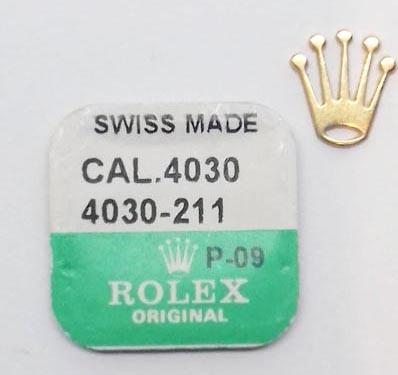 SWISS MADE
CAL.4030
4030-211
P-09
ROLEX
ORIGINAL